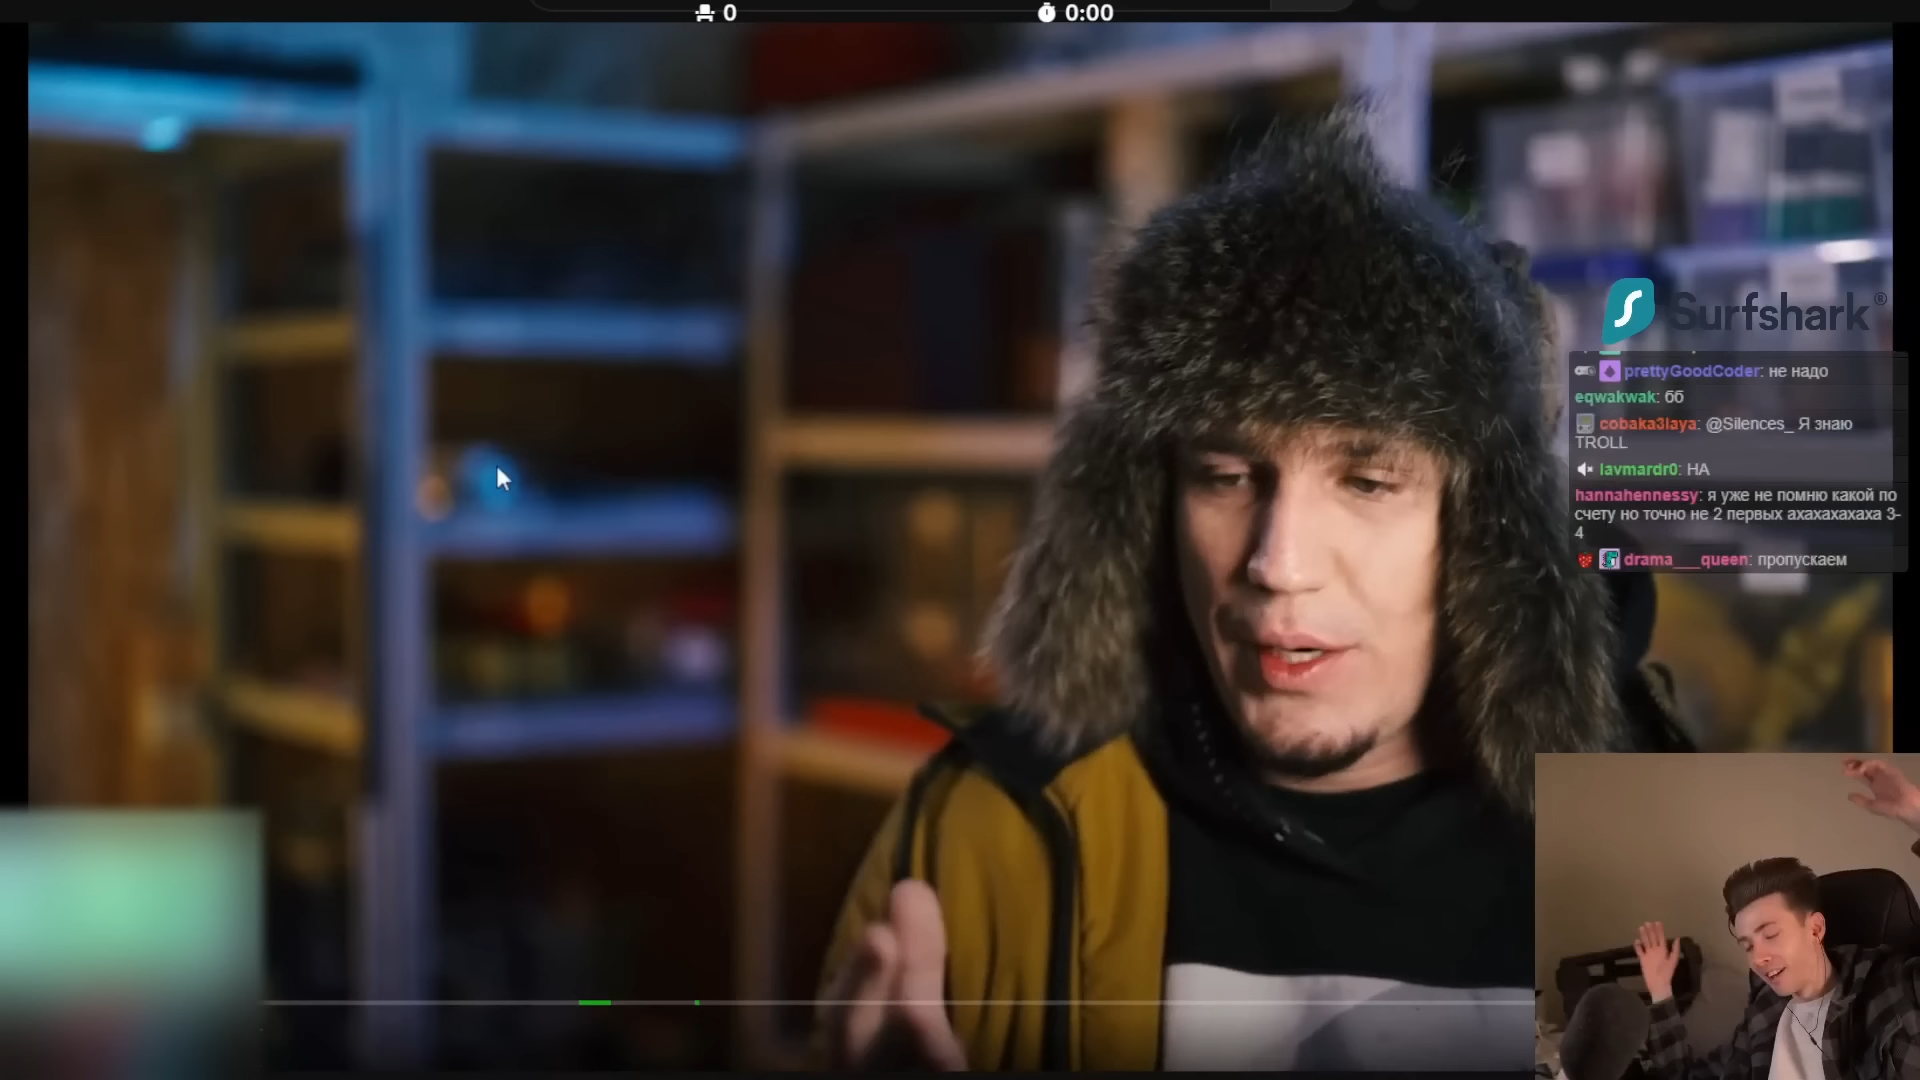 0
0:00
Surfshark®
prettyGoodCoder: не надо
eqwakwak: бб
cobaka3laya: @Silences_ Я знаю
TROLL
lavmardr0: НА
hannahennessy: я уже не помню какой по
счету но точно не 2 первых ахахахахаха 3-
4
drama___queen: пропускаем